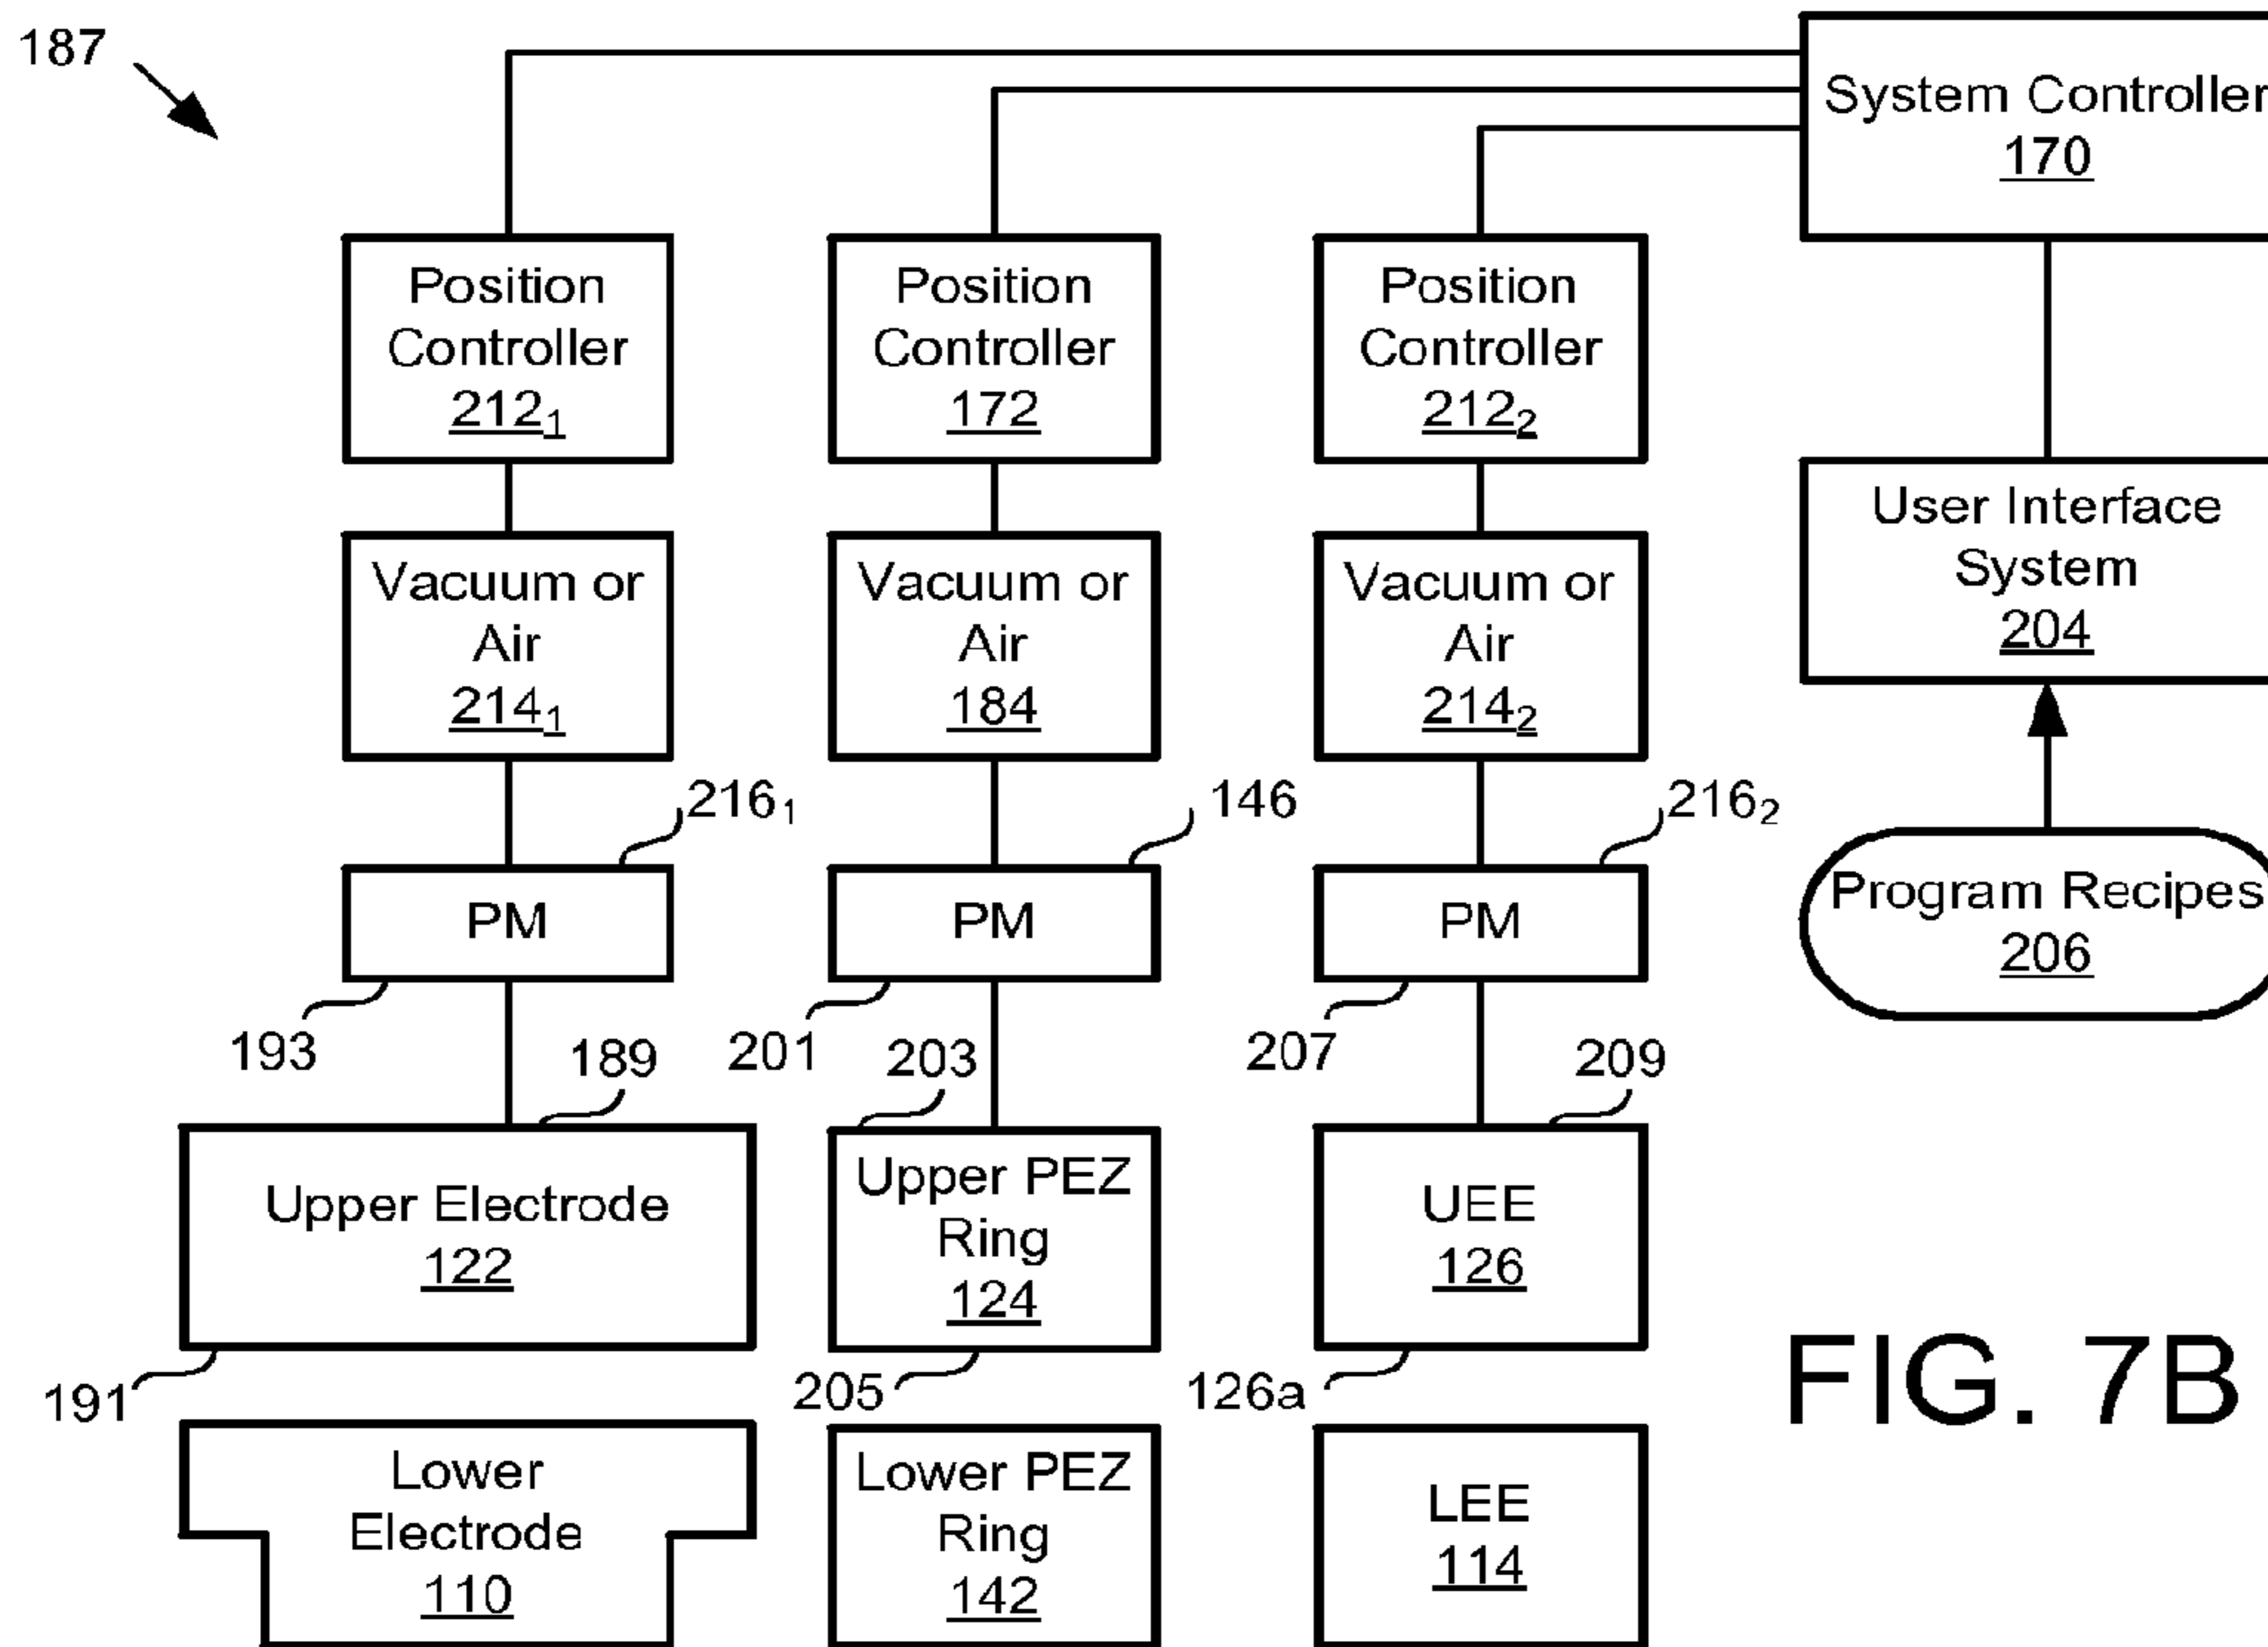 187
System Controller
170
Position
Controller
212₁
Position
Controller
172
Position
Controller
212₂
User Interface
System
204
Vacuum or
Air
214₁
Vacuum or
Air
184
Vacuum or
Air
214₂
216₁
146
216₂
PM
PM
PM
Program Recipes
206
193
189
201
203
207
209
Upper Electrode
122
Upper PEZ
Ring
124
UEE
126
191
205
126a
FIG. 7B
Lower
Electrode
110
Lower PEZ
Ring
142
LEE
114